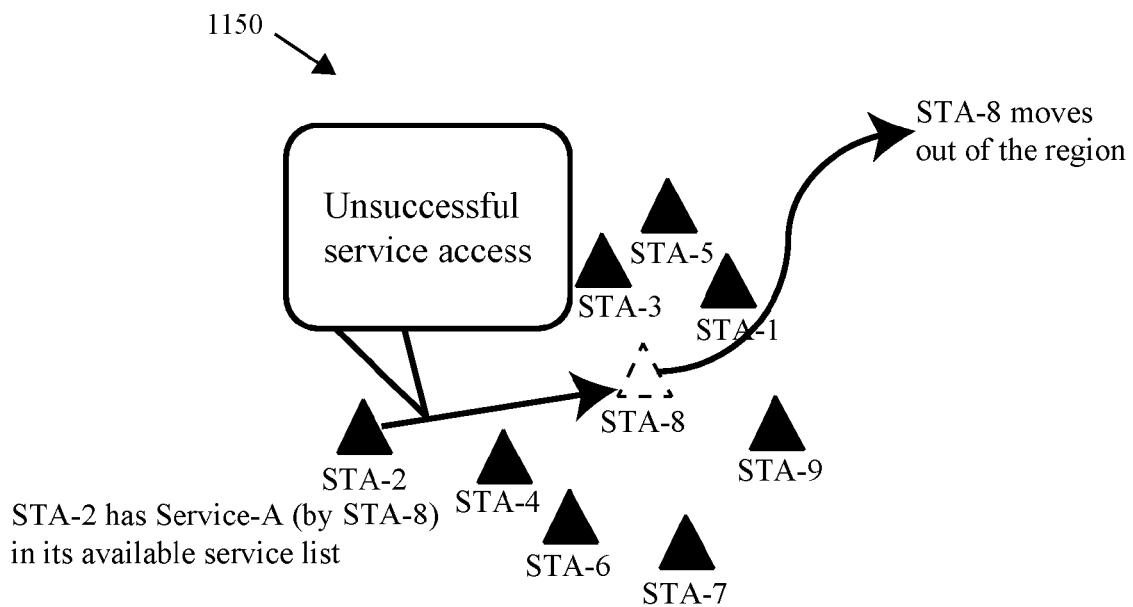 1150
STA-8 moves
out of the region
Unsuccessful
service access
STA-5
STA-3
STA-1
STA-8
STA-2
STA-4
STA-9
STA-2 has Service-A (by STA-8)
in its available service list
STA-6
STA-7